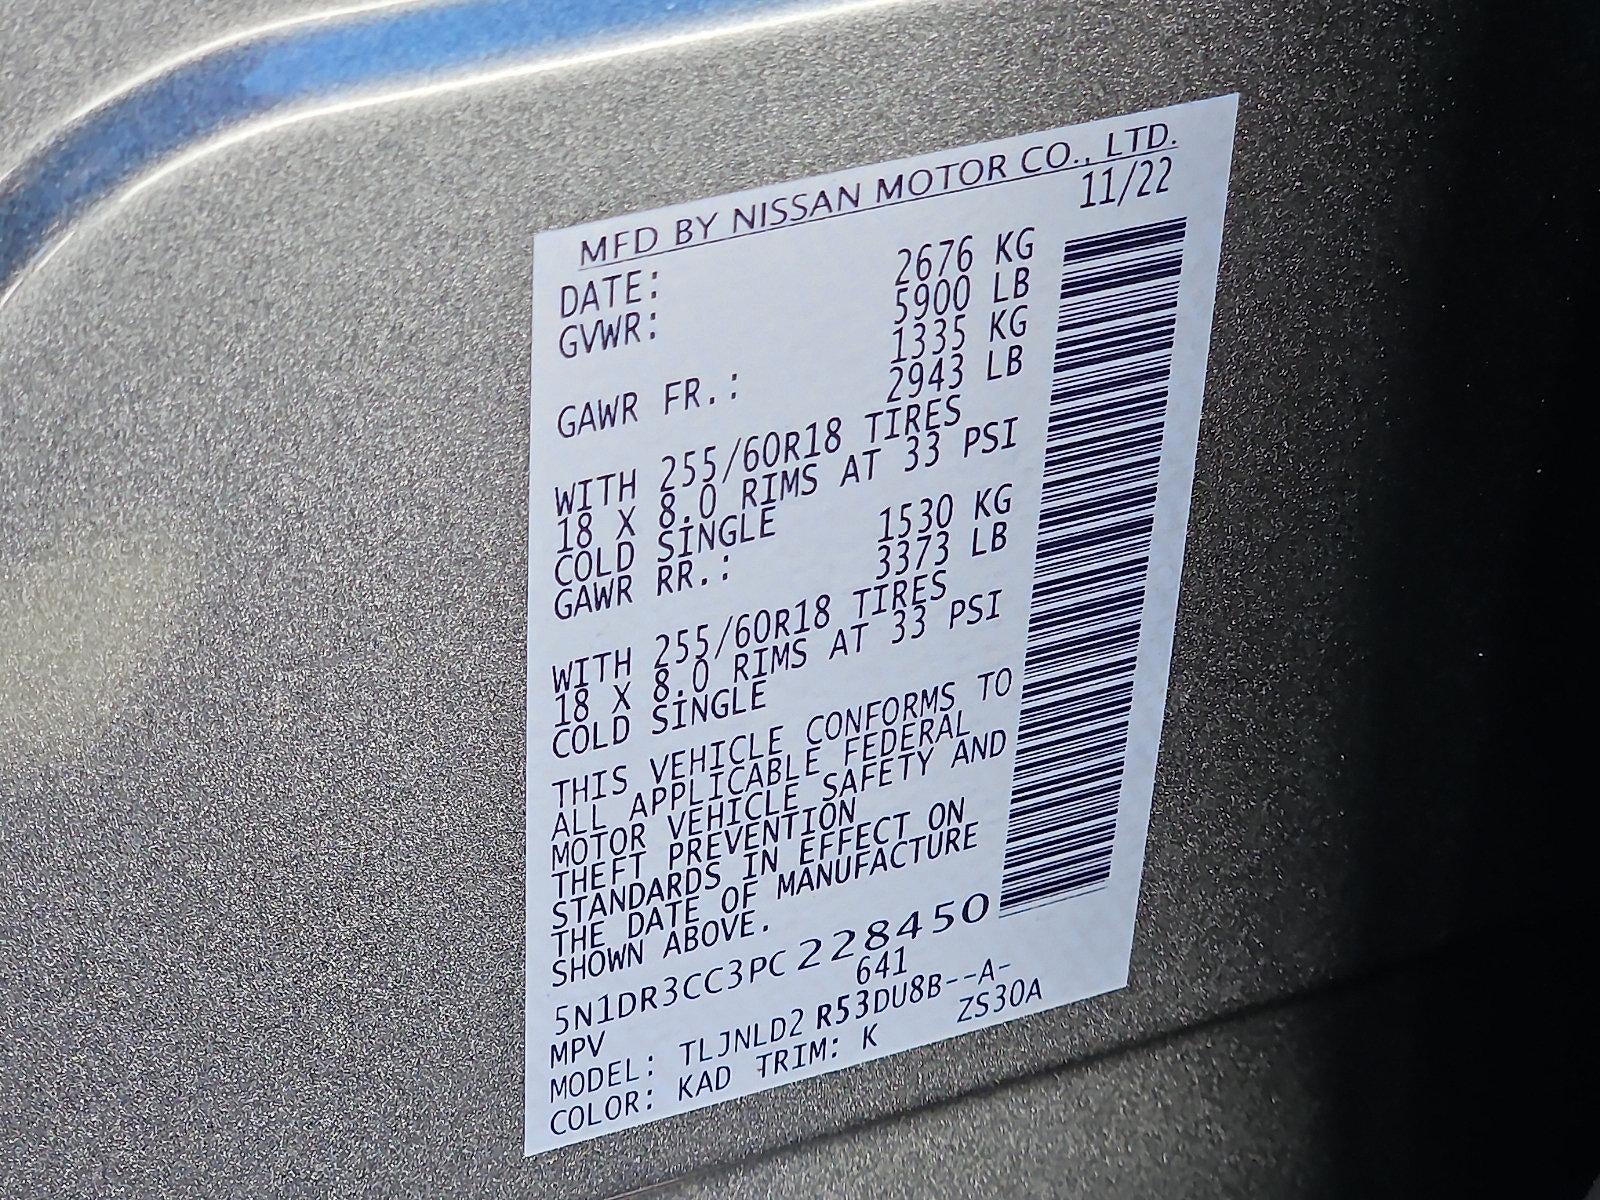 MFD BY NISSAN MOTOR CO., LTD.
DATE: 11/22
GVWR: 2676 KG
5900 LB
GAWR FR.: 1335 KG
2943 LB
WITH 255/60R18 TIRES
18 X 8.0 RIMS AT 33 PSI
COLD SINGLE
GAWR RR.: 1530 KG
3373 LB
WITH 255/60R18 TIRES
18 X 8.0 RIMS AT 33 PSI
COLD SINGLE
THIS VEHICLE CONFORMS TO
ALL APPLICABLE FEDERAL
MOTOR VEHICLE SAFETY AND
THEFT PREVENTION
STANDARDS IN EFFECT ON
THE DATE OF MANUFACTURE
SHOWN ABOVE.
5N1DR3CC3PC228450
MPV 641
MODEL: TLJNLD2 R53DU8B--A-
COLOR: KAD TRIM: K ZS30A